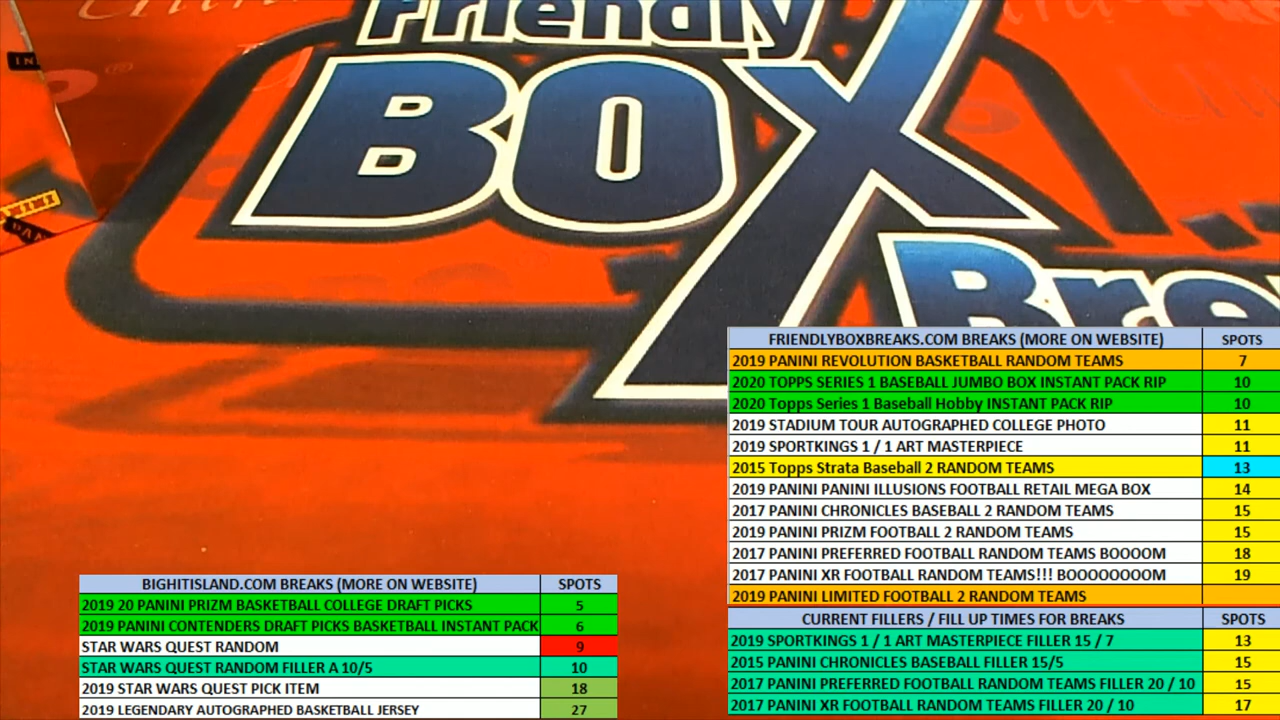 Friendly
BOX
Bre
INI
PANINI
PAN
FRIENDLYBOXBREAKS.COM BREAKS (MORE ON WEBSITE) SPOTS
2019 PANINI REVOLUTION BASKETBALL RANDOM TEAMS 7
2020 TOPPS SERIES 1 BASEBALL JUMBO BOX INSTANT PACK RIP 10
2020 Topps Series 1 Baseball Hobby INSTANT PACK RIP 10
2019 STADIUM TOUR AUTOGRAPHED COLLEGE PHOTO 11
2019 SPORTKINGS 1 / 1 ART MASTERPIECE 11
2015 Topps Strata Baseball 2 RANDOM TEAMS 13
2019 PANINI PANINI ILLUSIONS FOOTBALL RETAIL MEGA BOX 14
2017 PANINI CHRONICLES BASEBALL 2 RANDOM TEAMS 15
2019 PANINI PRIZM FOOTBALL 2 RANDOM TEAMS 15
2017 PANINI PREFERRED FOOTBALL RANDOM TEAMS BOOOOM 18
2017 PANINI XR FOOTBALL RANDOM TEAMS!!! BOOOOOOOOM 19
2019 PANINI LIMITED FOOTBALL 2 RANDOM TEAMS
CURRENT FILLERS / FILL UP TIMES FOR BREAKS SPOTS
2019 SPORTKINGS 1 / 1 ART MASTERPIECE FILLER 15 / 7 13
2015 PANINI CHRONICLES BASEBALL FILLER 15/5 15
2017 PANINI PREFERRED FOOTBALL RANDOM TEAMS FILLER 20 / 10 15
2017 PANINI XR FOOTBALL RANDOM TEAMS FILLER 20 / 10 17
BIGHITISLAND.COM BREAKS (MORE ON WEBSITE) SPOTS
2019 20 PANINI PRIZM BASKETBALL COLLEGE DRAFT PICKS 5
2019 PANINI CONTENDERS DRAFT PICKS BASKETBALL INSTANT PACK 6
STAR WARS QUEST RANDOM 9
STAR WARS QUEST RANDOM FILLER A 10/5 10
2019 STAR WARS QUEST PICK ITEM 18
2019 LEGENDARY AUTOGRAPHED BASKETBALL JERSEY 27